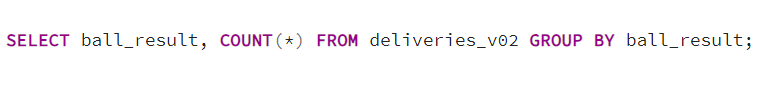 SELECT ball_result, COUNT(*) FROM deliveries_v02 GROUP BY ball_result;